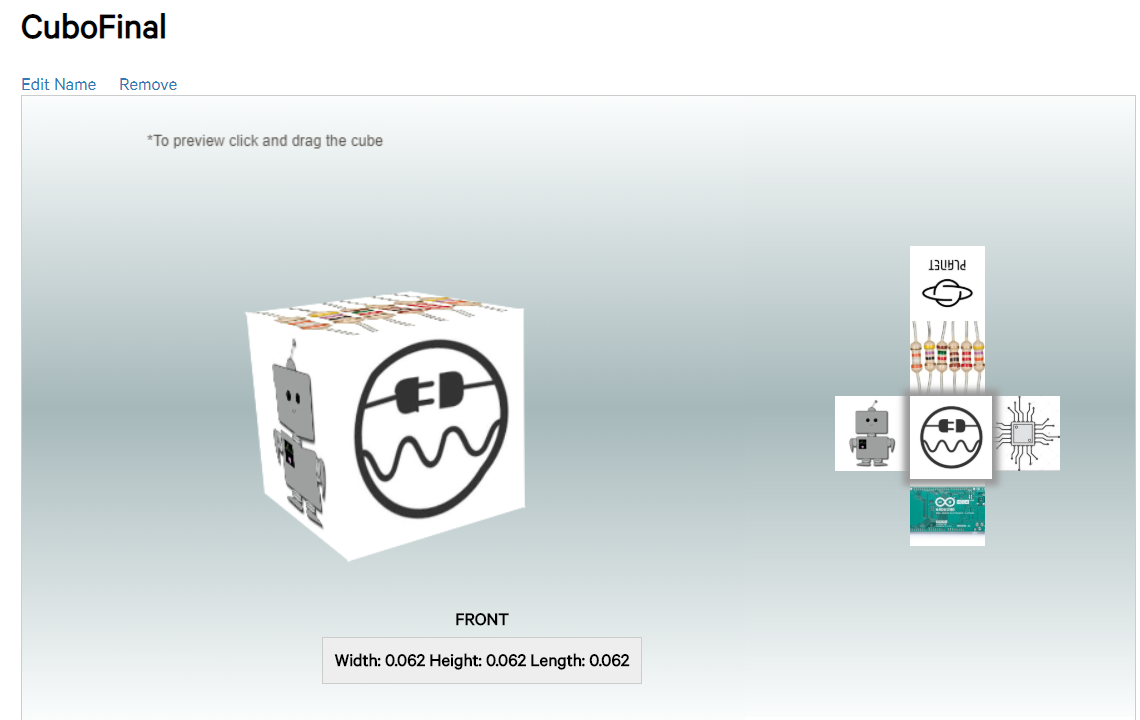 CuboFinal
Edit Name Remove
*To preview click and drag the cube
PLANET
FRONT
Width: 0.062 Height: 0.062 Length: 0.062